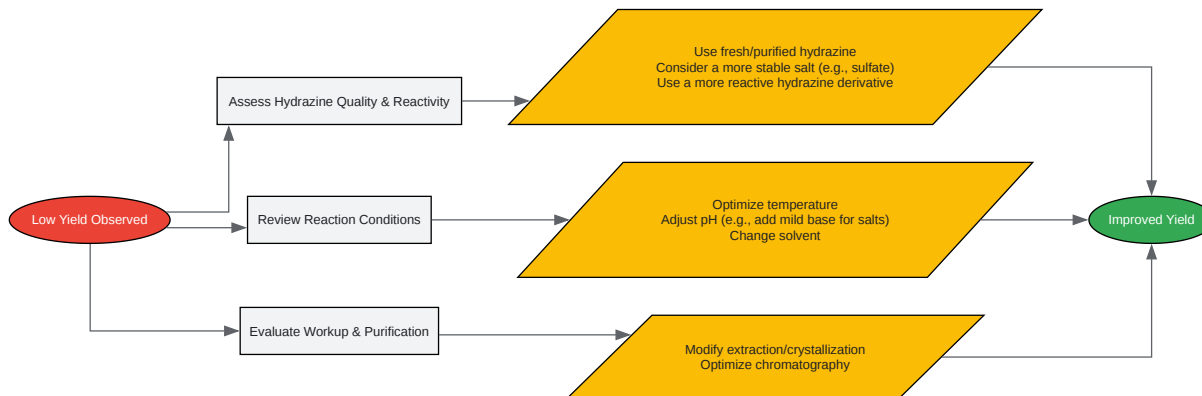 Use fresh/purified hydrazine
Consider a more stable salt (e.g., sulfate)
Use a more reactive hydrazine derivative
Assess Hydrazine Quality & Reactivity
Low Yield Observed
Review Reaction Conditions
Optimize temperature
Adjust pH (e.g., add mild base for salts)
Change solvent
Improved Yield
Evaluate Workup & Purification
Modify extraction/crystallization
Optimize chromatography